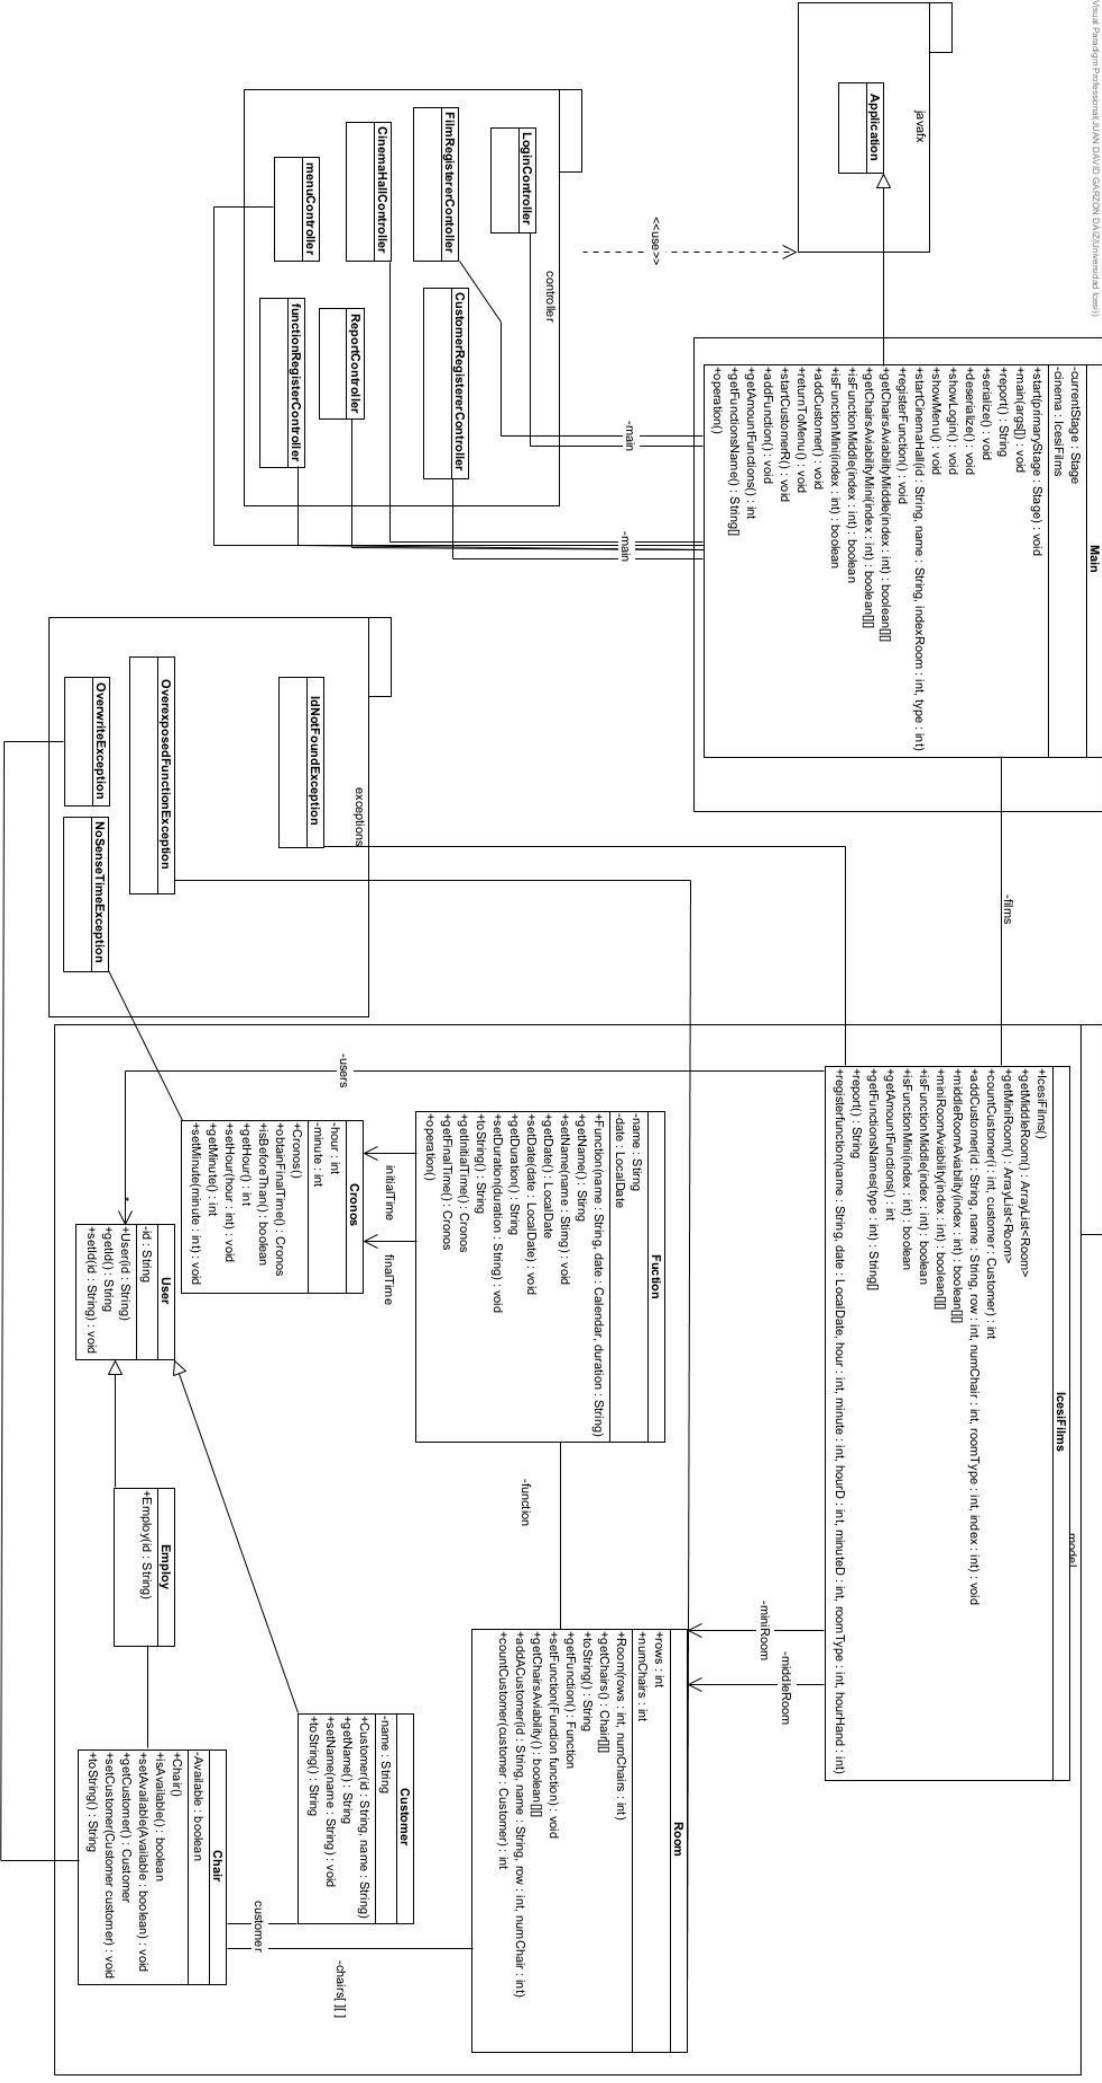 Visual Paradigm Professional(JUAN DAVID GARZON DAIZ(Universidad Icesi))
javafx
Application
<<use>>
controller
LoginController
FilmRegistererContoller
CinemaHallController
menuController
CustomerRegistererController
ReportController
functionRegisterController
-main
-main
Main
-currentStage : Stage
-cinema : IcesiFilms
+start(primaryStage : Stage) : void
+main(args[]) : void
+report() : String
+serialize() : void
+deserialize() : void
+showLogin() : void
+showMenu() : void
+startCinemaHall(id : String, name : String, indexRoom : int, type : int)
+registerFunction() : void
+getChairsAviabilityMiddle(index : int) : boolean[][]
+getChairsAviabilityMini(index : int) : boolean[][]
+isFunctionMiddle(index : int) : boolean
+isFunctionMini(index : int) : boolean
+addCustomer() : void
+returnToMenu() : void
+startCustomerR() : void
+addFunction() : void
+getAmountFunctions() : int
+getFunctionsName() : String[]
+operation()
-films
exceptions
IdNotFoundException
OverexposedFunctionException
OverwriteException
NoSenseTimeException
model
IcesiFilms
+IcesiFilms()
+getMiddleRoom() : ArrayList<Room>
+getMiniRoom() : ArrayList<Room>
+countCustomer(i : int, customer : Customer) : int
+addCustomer(id : String, name : String, row : int, numChair : int, roomType : int, index : int) : void
+middleRoomAviability(index : int) : boolean[][]
+miniRoomAviability(index : int) : boolean[][]
+isFunctionMiddle(index : int) : boolean
+isFunctionMini(index : int) : boolean
+getAmountFunctions() : int
+getFunctionsNames(type : int) : String[]
+report() : String
+registerfunction(name : String, date : LocalDate, hour : int, minute : int, hourD : int, minuteD : int, roomType : int, hourHand : int)
-users
*
-miniRoom
-middleRoom
Fuction
-name : Stirng
-date : LocalDate
+Function(name : String, date : Calendar, duration : String)
+getName() : Stirng
+setName(name : Stirng) : void
+getDate() : LocalDate
+setDate(date : LocalDate) : void
+getDuration() : String
+setDuration(duration : String) : void
+toString() : String
+getInitialTime() : Cronos
+getFinalTime() : Cronos
+operation()
initialTime
finalTime
-function
Cronos
-hour : int
-minute : int
+Cronos()
+obtainFinalTime() : Cronos
+isBeforeThan() : boolean
+getHour() : int
+setHour(hour : int) : void
+getMinute() : int
+setMinute(minute : int) : void
User
-id : String
+User(id : String)
+getId() : String
+setId(id : String) : void
Employ
+Employ(id : String)
Room
+rows : int
+numChairs : int
+Room(rows : int, numChairs : int)
+getChairs() : Chair[][]
+toString() : String
+getFunction() : Function
+setFunction(Function function) : void
+getChairsAviability() : boolean[][]
+addACustomer(id : String, name : String, row : int, numChair : int)
+countCustomer(customer : Customer) : int
Customer
-name : String
+Customer(id : String, name : String)
+getName() : String
+setName(name : String) : void
+toString() : String
customer
-chairs[ ][ ]
Chair
-Available : boolean
+Chair()
+isAvailable() : boolean
+setAvailable(Available : boolean) : void
+getCustomer() : Customer
+setCustomer(Customer customer) : void
+toString() : String